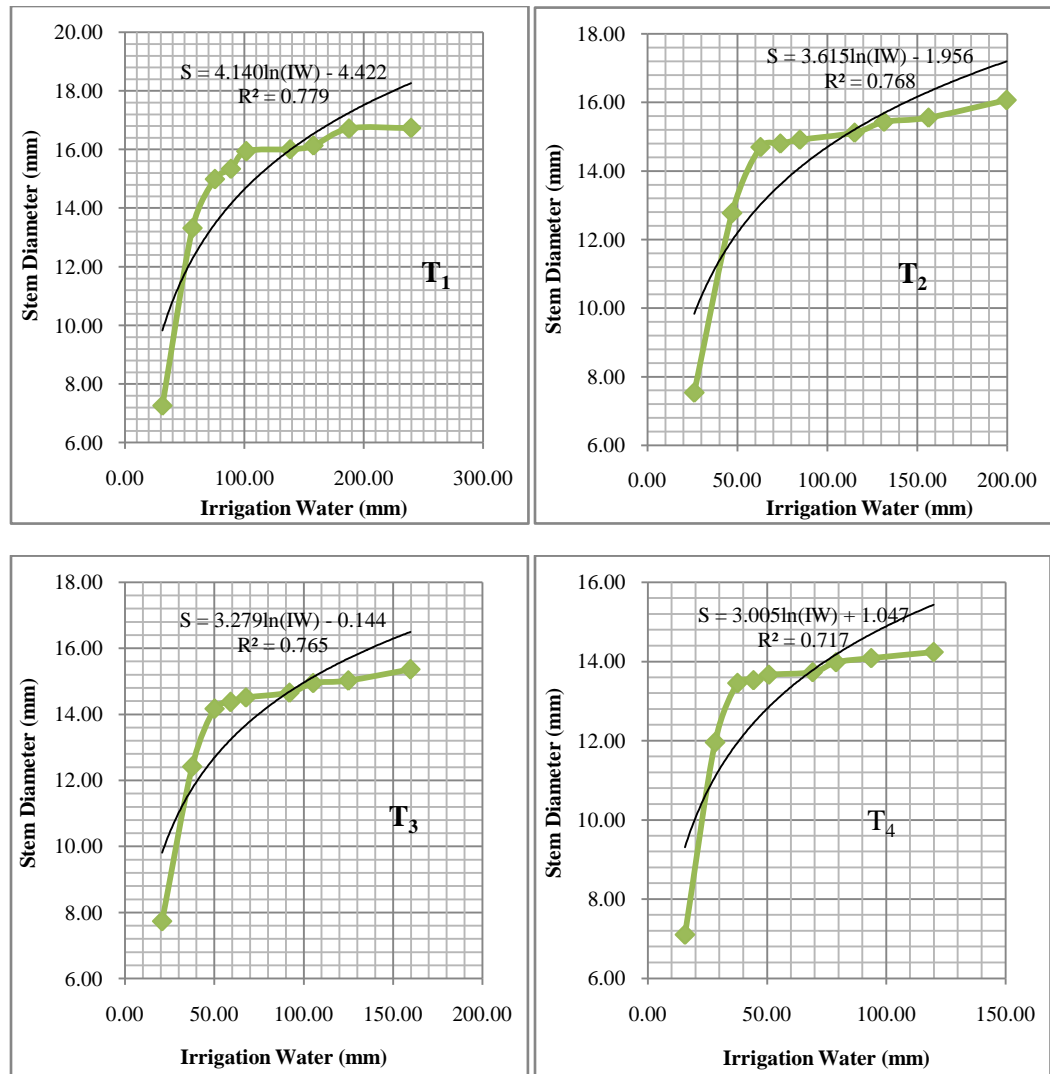 20.00
18.00
16.00
14.00
12.00
10.00
8.00
6.00
Stem Diameter (mm)
S = 4.140ln(IW) - 4.422
R² = 0.779
T1
0.00 100.00 200.00 300.00
Irrigation Water (mm)
18.00
16.00
14.00
12.00
10.00
8.00
6.00
Stem Diameter (mm)
S = 3.615ln(IW) - 1.956
R² = 0.768
T2
0.00 50.00 100.00 150.00 200.00
Irrigation Water (mm)
18.00
16.00
14.00
12.00
10.00
8.00
6.00
Stem Diameter (mm)
S = 3.279ln(IW) - 0.144
R² = 0.765
T3
0.00 50.00 100.00 150.00 200.00
Irrigation Water (mm)
16.00
14.00
12.00
10.00
8.00
6.00
Stem Diameter (mm)
S = 3.005ln(IW) + 1.047
R² = 0.717
T4
0.00 50.00 100.00 150.00
Irrigation Water (mm)